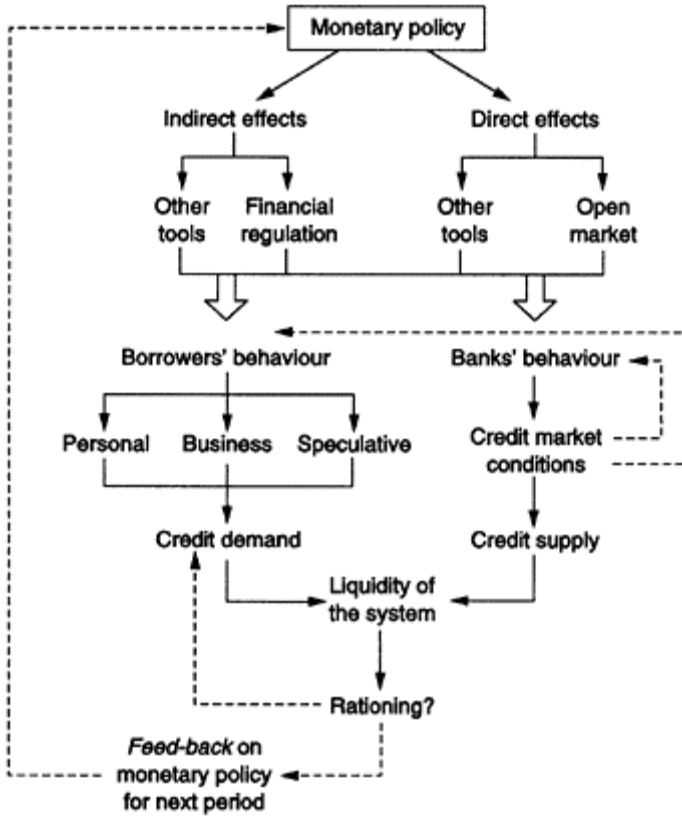 Monetary policy
Indirect effects
Direct effects
Other
tools
Financial
regulation
Other
tools
Open
market
Borrowers' behaviour
Banks' behaviour
Personal
Business
Speculative
Credit market
conditions
Credit demand
Credit supply
Liquidity of
the system
Rationing?
Feed-back on
monetary policy
for next period